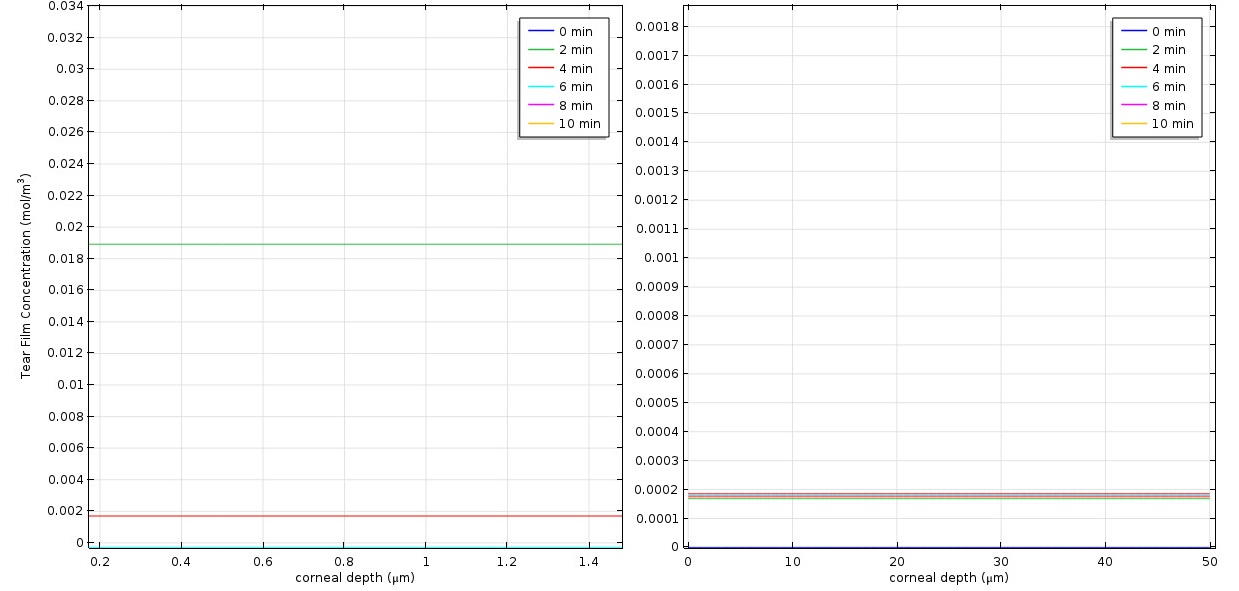 0.034
0.032
0.03
0.028
0.026
0.024
0.022
0.02
0.018
0.016
0.014
0.012
0.01
0.008
0.006
0.004
0.002
0
Tear Film Concentration (mol/m³)
0.2 0.4 0.6 0.8 1 1.2 1.4
corneal depth (μm)
0 min
2 min
4 min
6 min
8 min
10 min
0.0018
0.0017
0.0016
0.0015
0.0014
0.0013
0.0012
0.0011
0.001
0.0009
0.0008
0.0007
0.0006
0.0005
0.0004
0.0003
0.0002
0.0001
0
0 10 20 30 40 50
corneal depth (μm)
0 min
2 min
4 min
6 min
8 min
10 min